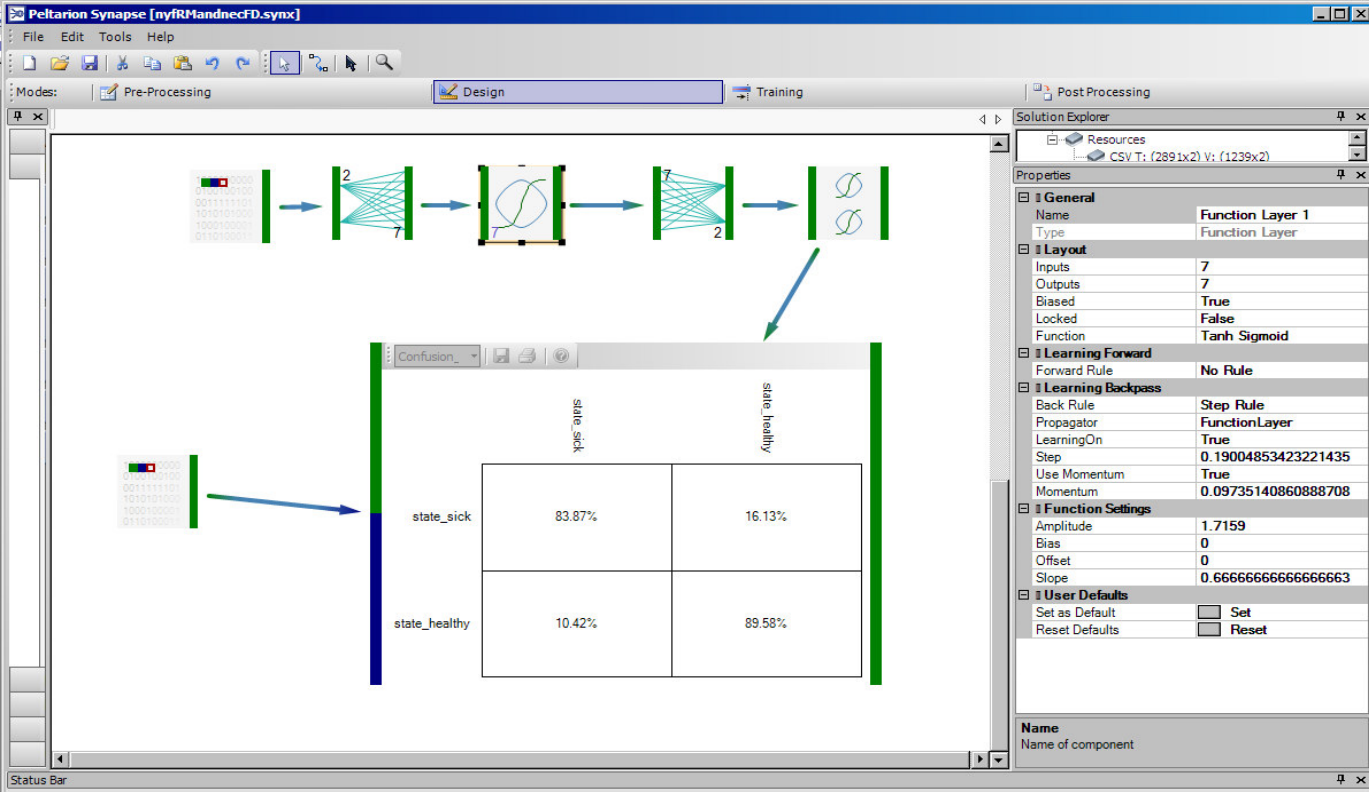 Peltarion Synapse [nyfRMandnecFD.synx]
File Edit Tools Help
Modes: Pre-Processing Design Training Post Processing
Solution Explorer
Resources
CSV T: (2891x2) V: (1239x2)
Properties
General
Name Function Layer 1
Type Function Layer
Layout
Inputs 7
Outputs 7
Biased True
Locked False
Function Tanh Sigmoid
Learning Forward
Forward Rule No Rule
Learning Backpass
Back Rule Step Rule
Propagator FunctionLayer
LearningOn True
Step 0.19004853423221435
Use Momentum True
Momentum 0.09735140860888708
Function Settings
Amplitude 1.7159
Bias 0
Offset 0
Slope 0.66666666666666663
User Defaults
Set as Default Set
Reset Defaults Reset
Name
Name of component
2
7
7
7
2
Confusion_
state_sick
state_healthy
state_sick 83.87% 16.13%
state_healthy 10.42% 89.58%
Status Bar